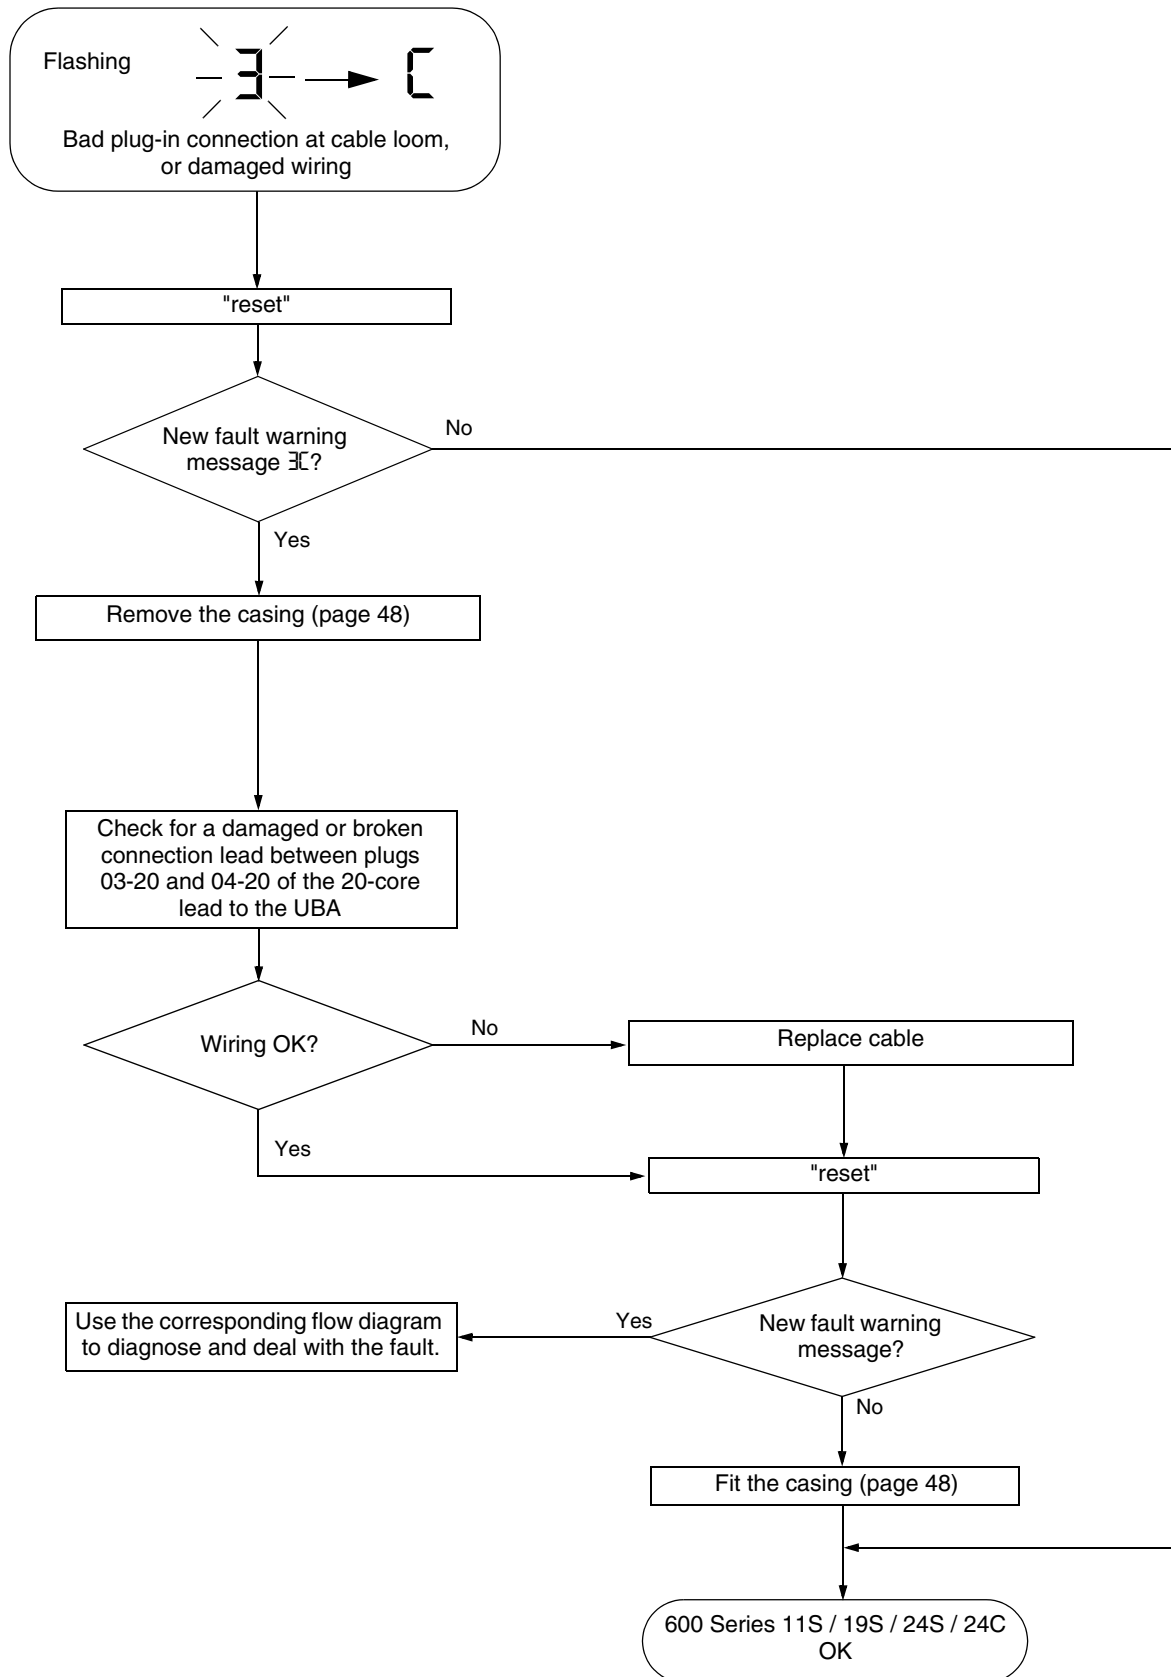 Flashing
3 C
Bad plug-in connection at cable loom,
or damaged wiring
"reset"
New fault warning
message 3C?
No
Yes
Remove the casing (page 48)
Check for a damaged or broken
connection lead between plugs
03-20 and 04-20 of the 20-core
lead to the UBA
Wiring OK?
No
Replace cable
Yes
"reset"
New fault warning
message?
Yes
Use the corresponding flow diagram
to diagnose and deal with the fault.
No
Fit the casing (page 48)
600 Series 11S / 19S / 24S / 24C
OK